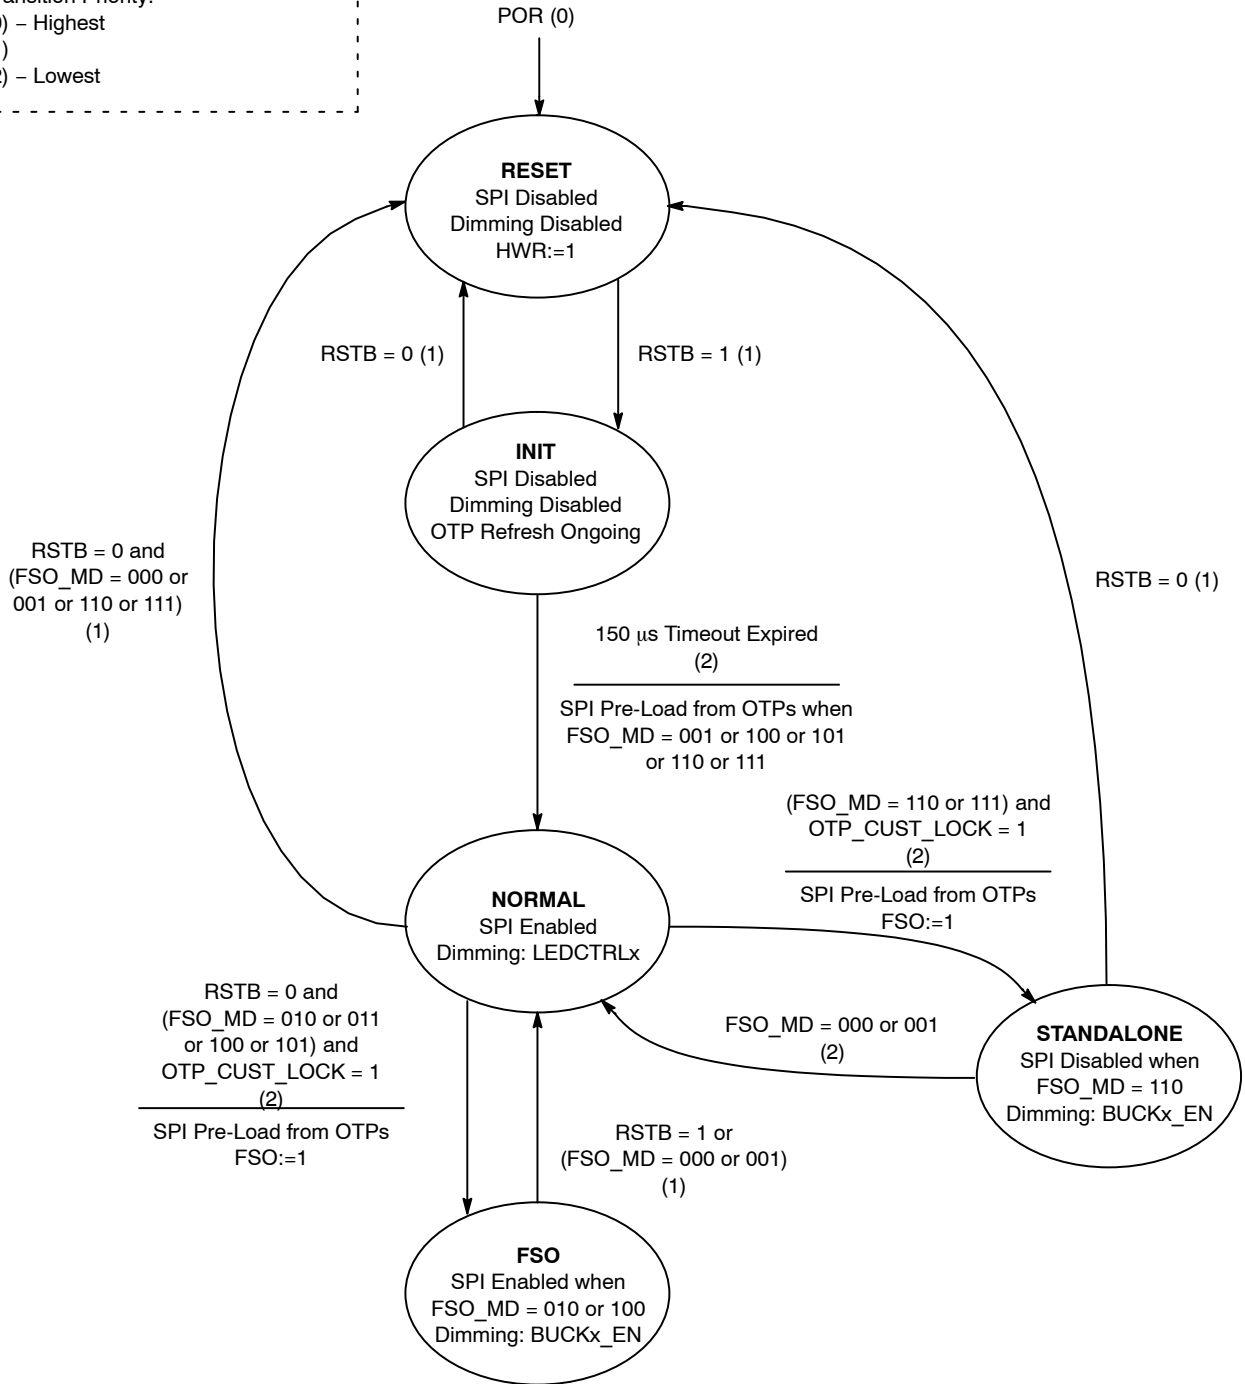 POR (0)
– Highest
– Lowest
RESET
SPI Disabled
Dimming Disabled
HWR:=1
RSTB = 0 (1)
RSTB = 1 (1)
INIT
SPI Disabled
Dimming Disabled
OTP Refresh Ongoing
RSTB = 0 and
(FSO_MD = 000 or
001 or 110 or 111)
(1)
RSTB = 0 (1)
150 μs Timeout Expired
(2)
SPI Pre-Load from OTPs when
FSO_MD = 001 or 100 or 101
or 110 or 111
(FSO_MD = 110 or 111) and
OTP_CUST_LOCK = 1
(2)
SPI Pre-Load from OTPs
FSO:=1
NORMAL
SPI Enabled
Dimming: LEDCTRLx
RSTB = 0 and
(FSO_MD = 010 or 011
or 100 or 101) and
OTP_CUST_LOCK = 1
(2)
SPI Pre-Load from OTPs
FSO:=1
FSO_MD = 000 or 001
(2)
STANDALONE
SPI Disabled when
FSO_MD = 110
Dimming: BUCKx_EN
RSTB = 1 or
(FSO_MD = 000 or 001)
(1)
FSO
SPI Enabled when
FSO_MD = 010 or 100
Dimming: BUCKx_EN